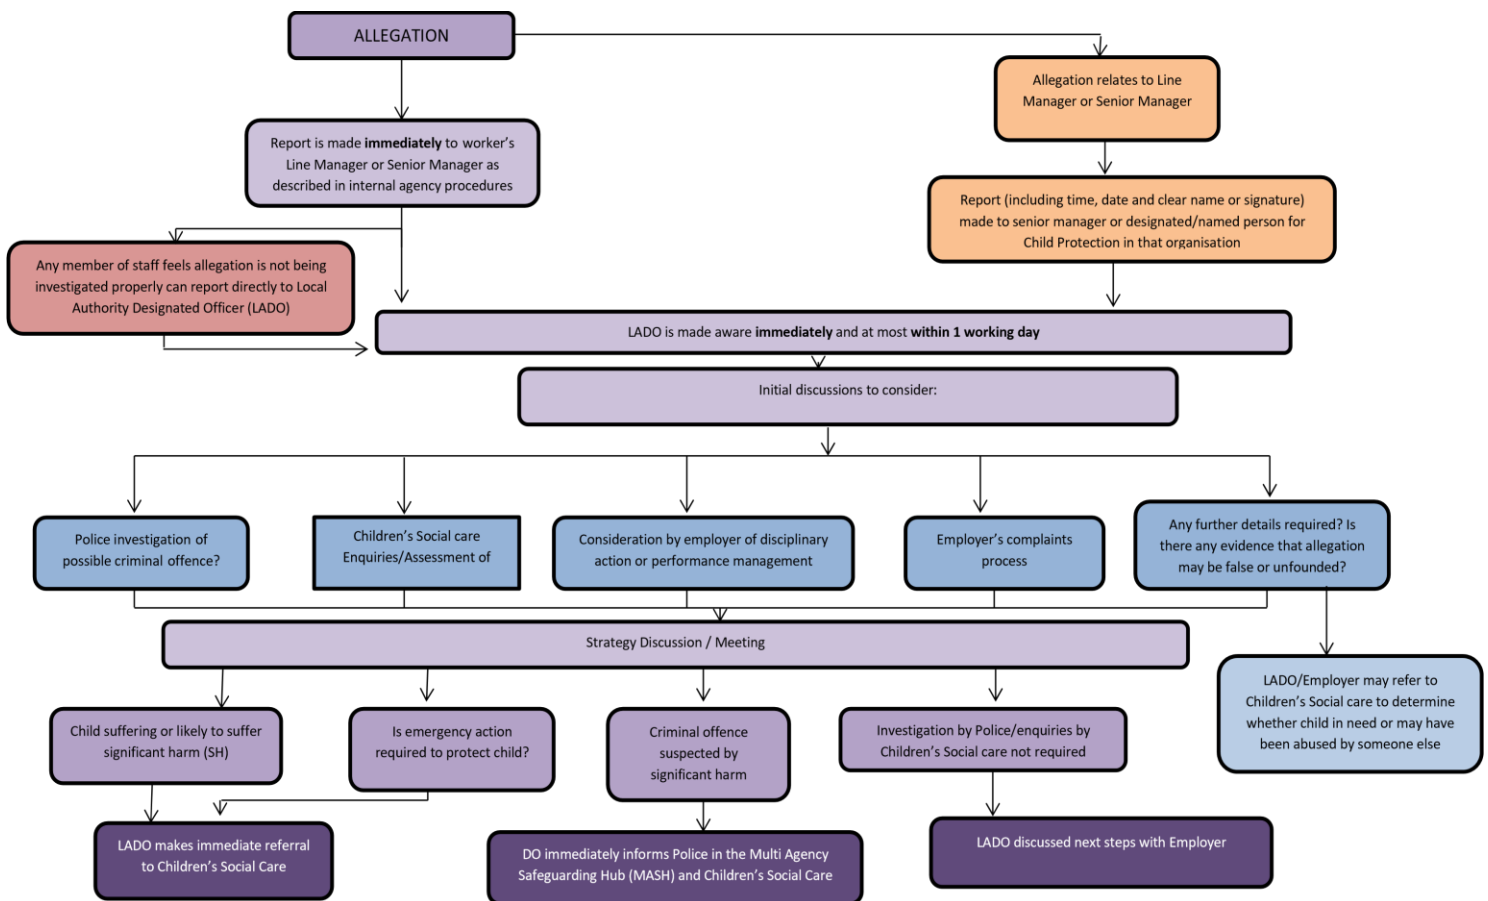 ALLEGATION
Allegation relates to Line
Manager or Senior Manager
Report is made immediately to worker's
Line Manager or Senior Manager as
described in internal agency procedures
Report (including time, date and clear name or signature)
made to senior manager or designated/named person for
Child Protection in that organisation
Any member of staff feels allegation is not being
investigated properly can report directly to Local
Authority Designated Officer (LADO)
LADO is made aware immediately and at most within 1 working day
Initial discussions to consider:
Police investigation of
possible criminal offence?
Children's Social care
Enquiries/Assessment of
Consideration by employer of disciplinary
action or performance management
Employer's complaints
process
Any further details required? Is
there any evidence that allegation
may be false or unfounded?
Strategy Discussion / Meeting
LADO/Employer may refer to
Children's Social care to determine
whether child in need or may have
been abused by someone else
Child suffering or likely to suffer
significant harm (SH)
Is emergency action
required to protect child?
Criminal offence
suspected by
significant harm
Investigation by Police/enquiries by
Children's Social care not required
LADO makes immediate referral
to Children's Social Care
DO immediately informs Police in the Multi Agency
Safeguarding Hub (MASH) and Children's Social Care
LADO discussed next steps with Employer